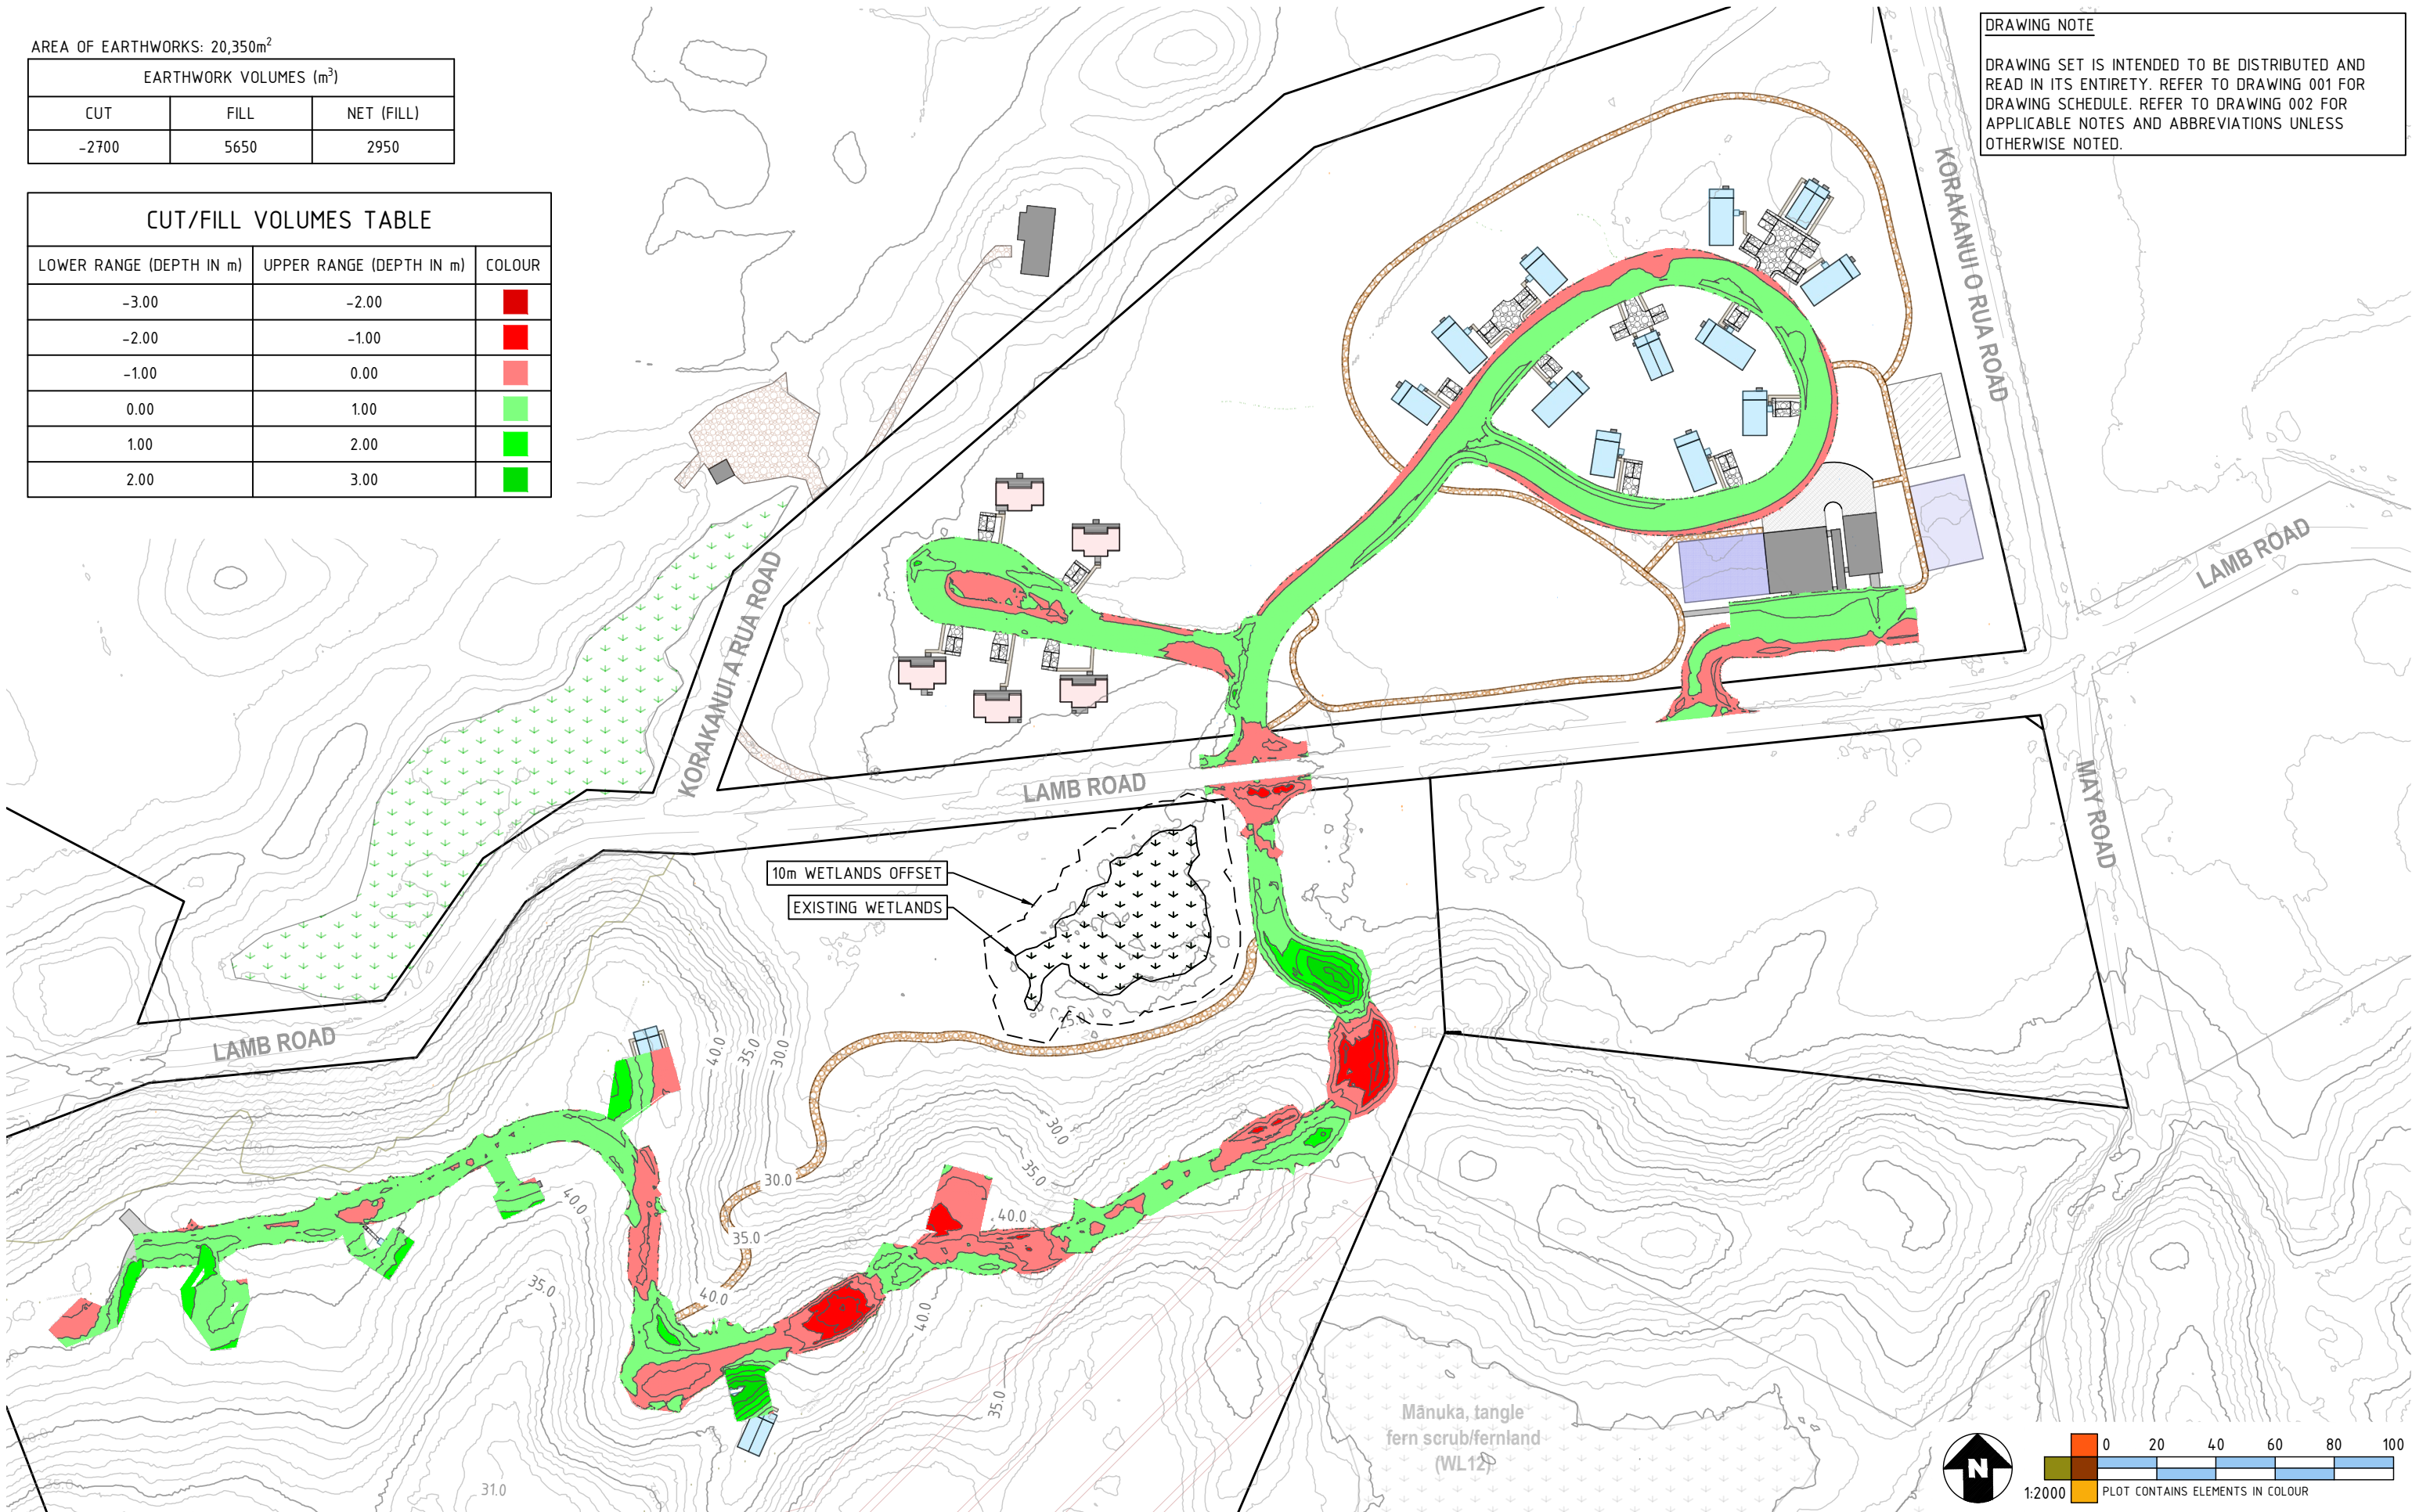 AREA OF EARTHWORKS: 20,350m²
EARTHWORK VOLUMES (m³)
CUT FILL NET (FILL)
-2700 5650 2950
CUT/FILL VOLUMES TABLE
LOWER RANGE (DEPTH IN m) UPPER RANGE (DEPTH IN m) COLOUR
-3.00 -2.00
-2.00 -1.00
-1.00 0.00
0.00 1.00
1.00 2.00
2.00 3.00
DRAWING NOTE
DRAWING SET IS INTENDED TO BE DISTRIBUTED AND
READ IN ITS ENTIRETY. REFER TO DRAWING 001 FOR
DRAWING SCHEDULE. REFER TO DRAWING 002 FOR
APPLICABLE NOTES AND ABBREVIATIONS UNLESS
OTHERWISE NOTED.
KORAKANUI O RUA ROAD
LAMB ROAD
KORAKANUI A RUA ROAD
LAMB ROAD
MAY ROAD
10m WETLANDS OFFSET
EXISTING WETLANDS
25.0
LAMB ROAD
40.0
35.0
30.0
30.0
35.0
30.0
40.0
40.0
35.0
35.0
40.0
40.0
35.0
31.0
Mānuka, tangle
fern scrub/fernland
(WL12)
N
0 20 40 60 80 100
1:2000
PLOT CONTAINS ELEMENTS IN COLOUR